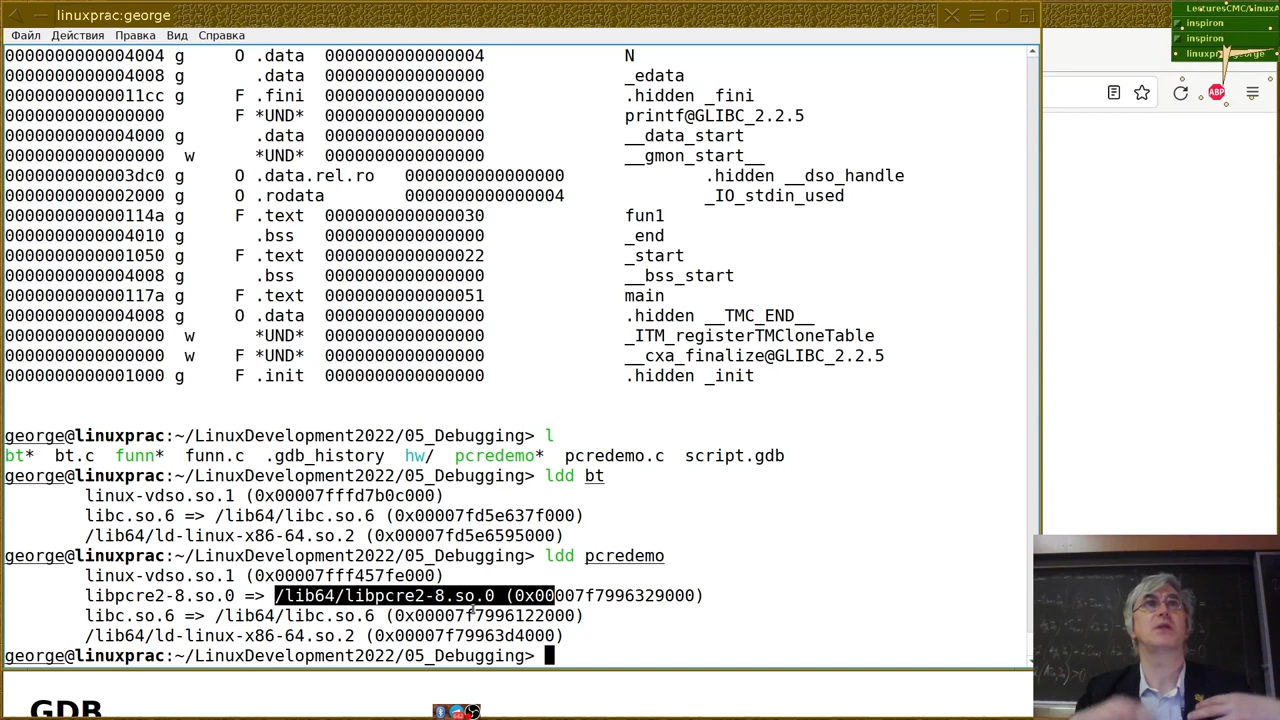 linuxprac:george
Файл Действия Правка Вид Справка
0000000000004004 g     O .data  0000000000000004              N
0000000000004008 g       .data  0000000000000000              _edata
00000000000011cc g     F .fini  0000000000000000              .hidden _fini
0000000000000000       F *UND*  0000000000000000              printf@GLIBC_2.2.5
0000000000004000 g       .data  0000000000000000              __data_start
0000000000000000  w      *UND*  0000000000000000              __gmon_start__
0000000000003dc0 g     O .data.rel.ro   0000000000000000              .hidden __dso_handle
0000000000002000 g     O .rodata        0000000000000004              _IO_stdin_used
000000000000114a g     F .text  0000000000000030              fun1
0000000000004010 g       .bss   0000000000000000              _end
0000000000001050 g     F .text  0000000000000022              _start
0000000000004008 g       .bss   0000000000000000              __bss_start
000000000000117a g     F .text  0000000000000051              main
0000000000004008 g     O .data  0000000000000000              .hidden __TMC_END__
0000000000000000  w      *UND*  0000000000000000              _ITM_registerTMCloneTable
0000000000000000  w    F *UND*  0000000000000000              __cxa_finalize@GLIBC_2.2.5
0000000000001000 g     F .init  0000000000000000              .hidden _init
george@linuxprac:~/LinuxDevelopment2022/05_Debugging> l
bt*  bt.c  funn*  funn.c  .gdb_history  hw/  pcredemo*  pcredemo.c  script.gdb
george@linuxprac:~/LinuxDevelopment2022/05_Debugging> ldd bt
linux-vdso.so.1 (0x00007fffd7b0c000)
libc.so.6 => /lib64/libc.so.6 (0x00007fd5e637f000)
/lib64/ld-linux-x86-64.so.2 (0x00007fd5e6595000)
george@linuxprac:~/LinuxDevelopment2022/05_Debugging> ldd pcredemo
linux-vdso.so.1 (0x00007fff457fe000)
libpcre2-8.so.0 => /lib64/libpcre2-8.so.0 (0x00007f7996329000)
libc.so.6 => /lib64/libc.so.6 (0x00007f7996122000)
/lib64/ld-linux-x86-64.so.2 (0x00007f79963d4000)
george@linuxprac:~/LinuxDevelopment2022/05_Debugging>
GDB
LecturesCMC/LinuxA
inspiron
inspiron
linuxprac:george
ABP